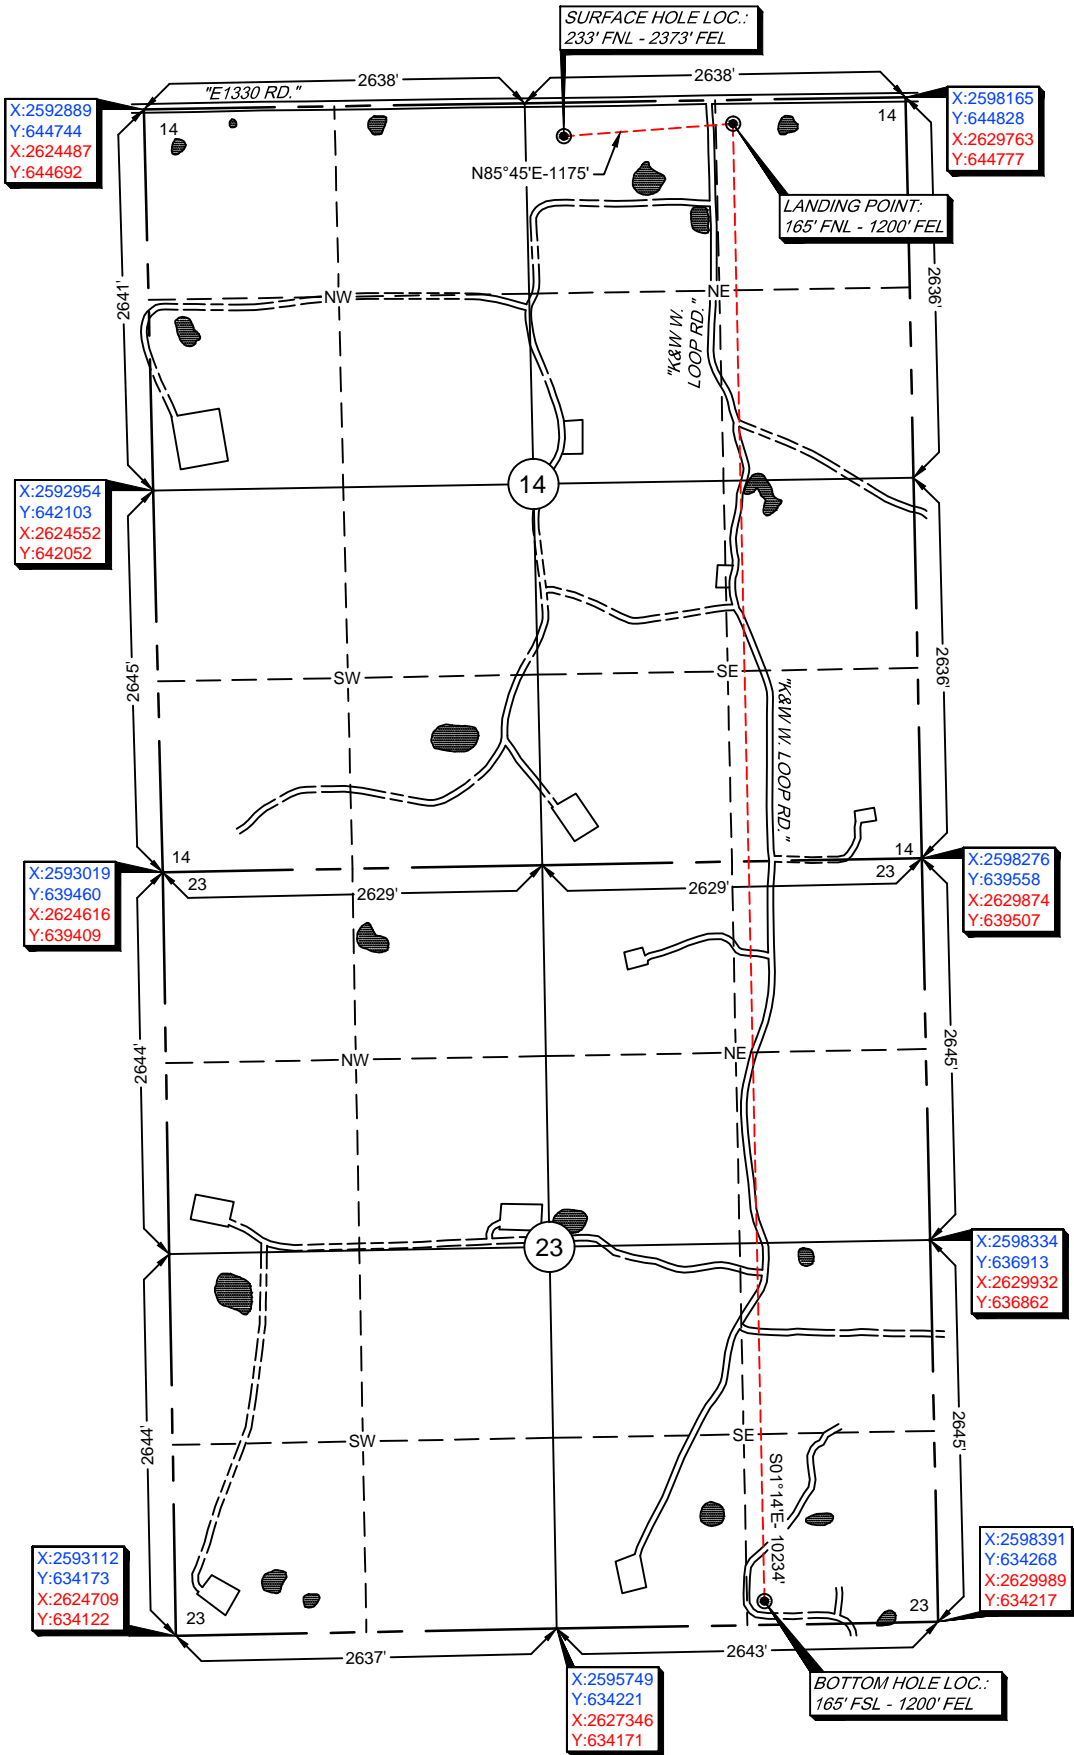 SURFACE HOLE LOC.:
233' FNL - 2373' FEL
2638'
2638'
"E1330 RD."
X:2592889
Y:644744
X:2624487
Y:644692
X:2598165
Y:644828
X:2629763
Y:644777
14
14
N85°45'E-1175'
LANDING POINT:
165' FNL - 1200' FEL
2641'
2636'
NW
NE
"K&W W.
LOOP RD."
X:2592954
Y:642103
X:2624552
Y:642052
14
2645'
2636'
SW
SE
"K&W W. LOOP RD."
X:2593019
Y:639460
X:2624616
Y:639409
14
23
2629'
2629'
14
23
X:2598276
Y:639558
X:2629874
Y:639507
2644'
2645'
NW
NE
23
X:2598334
Y:636913
X:2629932
Y:636862
2644'
2645'
SW
SE
S01°14'E- 10234'
X:2593112
Y:634173
X:2624709
Y:634122
X:2598391
Y:634268
X:2629989
Y:634217
23
23
2637'
2643'
X:2595749
Y:634221
X:2627346
Y:634171
BOTTOM HOLE LOC.:
165' FSL - 1200' FEL